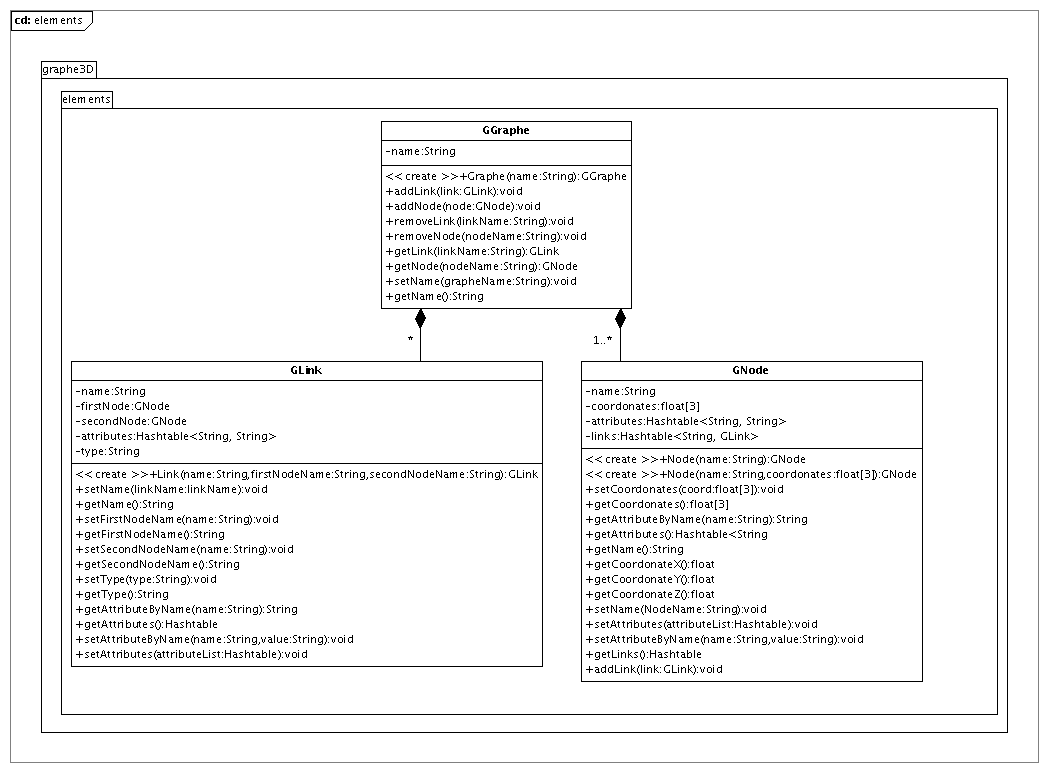 cd: elements
graphe3D
elements
GGraphe
-name:String
<< create >>+Graphe(name:String):GGraphe
+addLink(link:GLink):void
+addNode(node:GNode):void
+removeLink(linkName:String):void
+removeNode(nodeName:String):void
+getLink(linkName:String):GLink
+getNode(nodeName:String):GNode
+setName(grapheName:String):void
+getName():String
*
1..*
GLink
-name:String
-firstNode:GNode
-secondNode:GNode
-attributes:Hashtable<String, String>
-type:String
<< create >>+Link(name:String,firstNodeName:String,secondNodeName:String):GLink
+setName(linkName:linkName):void
+getName():String
+setFirstNodeName(name:String):void
+getFirstNodeName():String
+setSecondNodeName(name:String):void
+getSecondNodeName():String
+setType(type:String):void
+getType():String
+getAttributeByName(name:String):String
+getAttributes():Hashtable
+setAttributeByName(name:String,value:String):void
+setAttributes(attributeList:Hashtable):void
GNode
-name:String
-coordonates:float[3]
-attributes:Hashtable<String, String>
-links:Hashtable<String, GLink>
<< create >>+Node(name:String):GNode
<< create >>+Node(name:String,coordonates:float[3]):GNode
+setCoordonates(coord:float[3]):void
+getCoordonates():float[3]
+getAttributeByName(name:String):String
+getAttributes():Hashtable<String
+getName():String
+getCoordonateX():float
+getCoordonateY():float
+getCoordonateZ():float
+setName(NodeName:String):void
+setAttributes(attributeList:Hashtable):void
+setAttributeByName(name:String,value:String):void
+getLinks():Hashtable
+addLink(link:GLink):void